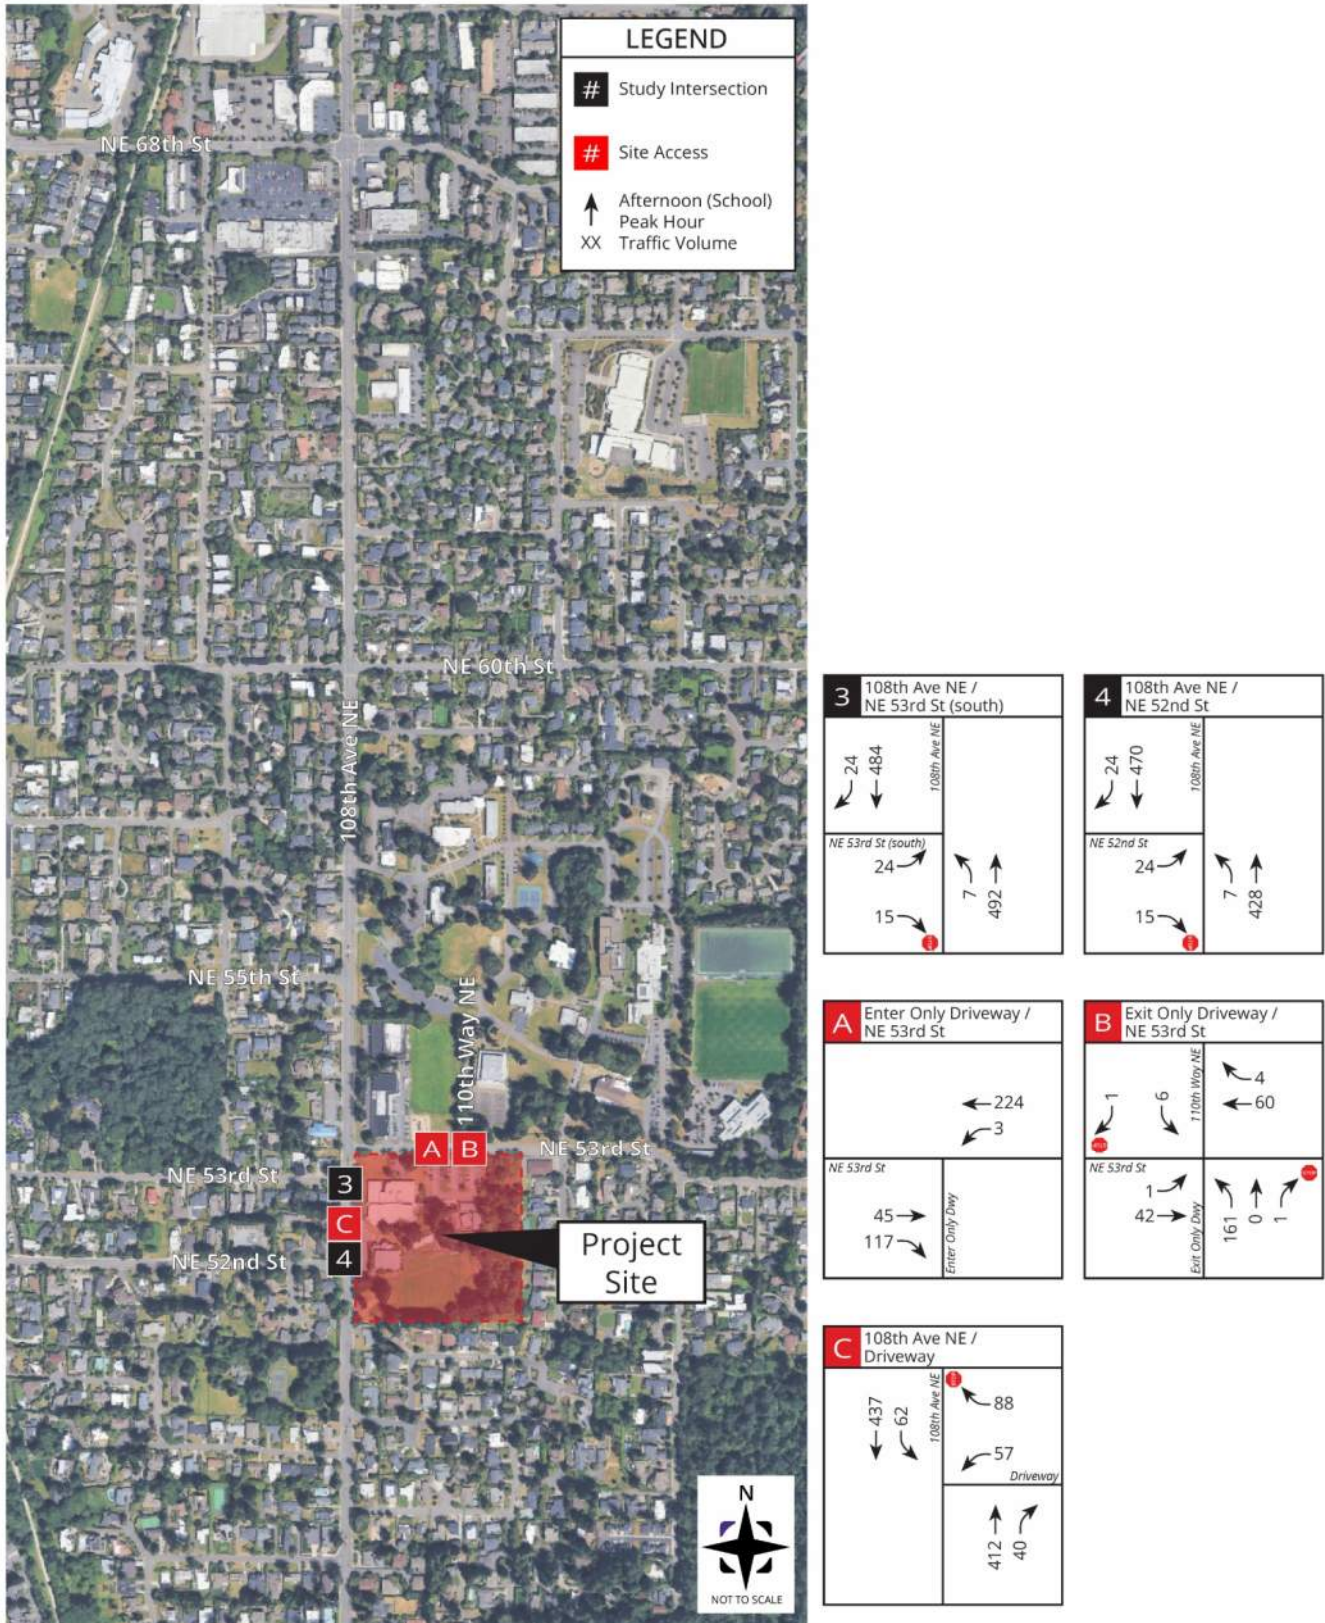 LEGEND
# Study Intersection
# Site Access
Afternoon (School)
Peak Hour
XX Traffic Volume
NE 68th St
NE 60th St
108th Ave NE
NE 55th St
110th Way NE
A B
NE 53rd St
NE 53rd St
3
C
4
NE 52nd St
Project
Site
N
NOT TO SCALE
3 108th Ave NE /
NE 53rd St (south)
24
484
108th Ave NE
NE 53rd St (south)
24
15
7
492
4 108th Ave NE /
NE 52nd St
24
470
108th Ave NE
NE 52nd St
24
15
7
428
A Enter Only Driveway /
NE 53rd St
224
3
NE 53rd St
45
117
Enter Only Dwy
B Exit Only Driveway /
NE 53rd St
1
6
110th Way NE
4
60
NE 53rd St
1
42
Exit Only Dwy
161
0
1
C 108th Ave NE /
Driveway
437
62
108th Ave NE
88
57
Driveway
412
40